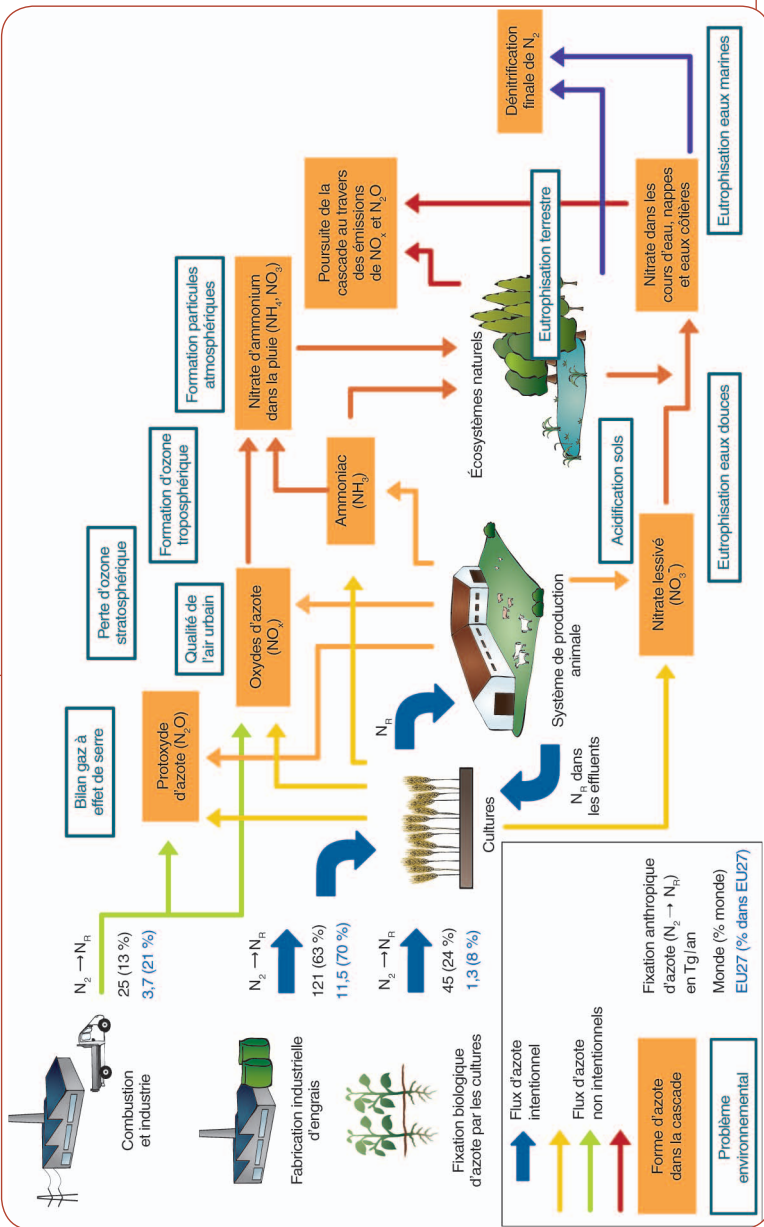 Combustion
et industrie
N₂ → N_R
25 (13 %)
3,7 (21 %)
Fabrication industrielle
d'engrais
N₂ → N_R
121 (63 %)
11,5 (70 %)
Fixation biologique
d'azote par les cultures
N₂ → N_R
45 (24 %)
1,3 (8 %)
Bilan gaz à
effet de serre
Perte d'ozone
stratosphérique
Formation d'ozone
troposphérique
Formation particules
atmosphériques
Protoxyde
d'azote (N₂O)
Qualité de
l'air urbain
Oxydes d'azote
(NOₓ)
Nitrate d'ammonium
dans la pluie (NH₄, NO₃)
Ammoniac
(NH₃)
Poursuite de la
cascade au travers
des émissions
de NOₓ et N₂O
Dénitrification
finale de N₂
Cultures
N_R
N_R dans
les effluents
Système de production
animale
Écosystèmes naturels
Eutrophisation terrestre
Acidification sols
Nitrate lessivé
(NO₃⁻)
Nitrate dans les
cours d'eau, nappes
et eaux côtières
Eutrophisation eaux douces
Eutrophisation eaux marines
Flux d'azote
intentionnel
Flux d'azote
non intentionnels
Forme d'azote
dans la cascade
Problème
environnemental
Fixation anthropique
d'azote (N₂ → N_R)
en Tg/an
Monde (% monde)
EU27 (% dans EU27)